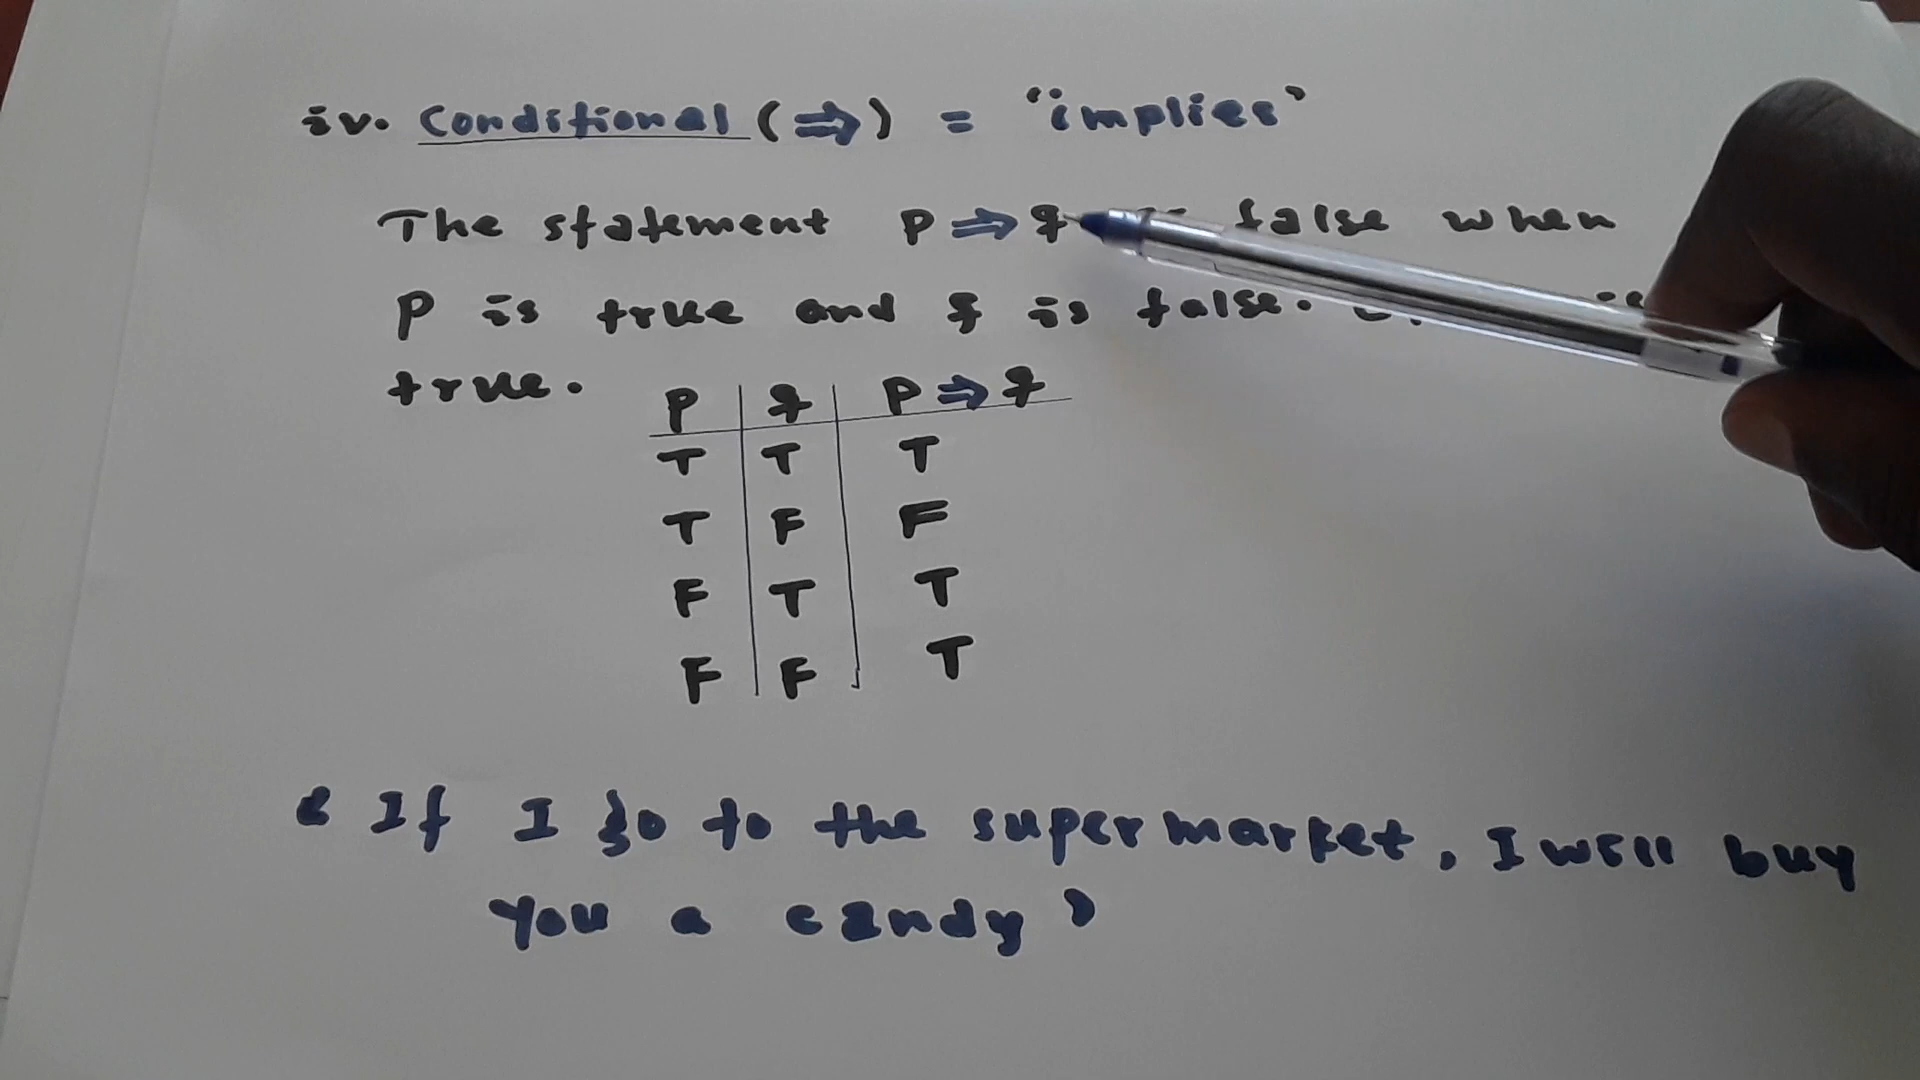 iv. Conditional (⇒) = "implies"
The statement P ⇒ q false when
P is true and q is false.
true.
P q P ⇒ q
T T T
T F F
F T T
F F T
"If I go to the supermarket, I will buy
you a candy"